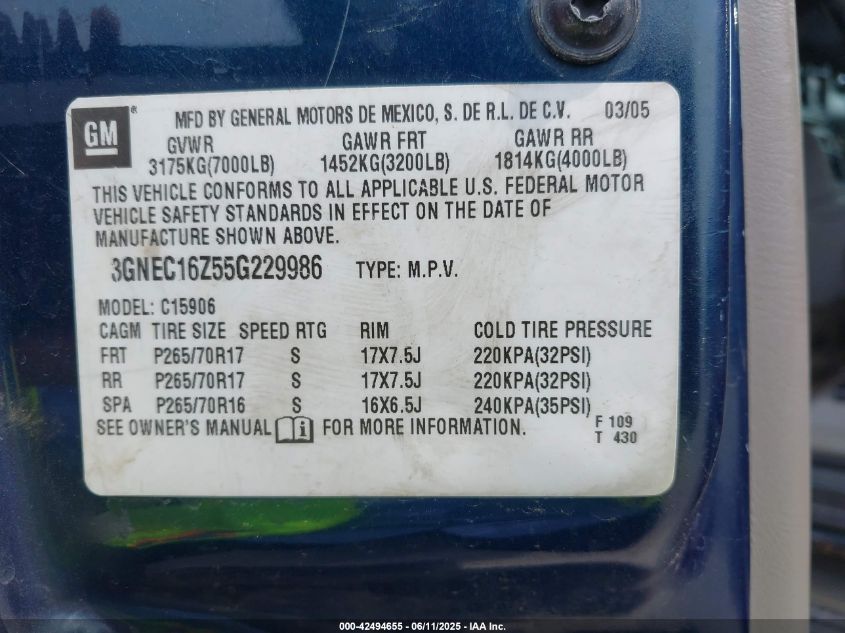 GM ® MFD BY GENERAL MOTORS DE MEXICO, S. DE R.L. DE C.V. 03/05
GVWR GAWR FRT GAWR RR
3175KG(7000LB) 1452KG(3200LB) 1814KG(4000LB)
THIS VEHICLE CONFORMS TO ALL APPLICABLE U.S. FEDERAL MOTOR
VEHICLE SAFETY STANDARDS IN EFFECT ON THE DATE OF
MANUFACTURE SHOWN ABOVE.
3GNEC16Z55G229986 TYPE: M.P.V.
MODEL: C15906
CAGM TIRE SIZE SPEED RTG RIM COLD TIRE PRESSURE
FRT P265/70R17 S 17X7.5J 220KPA(32PSI)
RR P265/70R17 S 17X7.5J 220KPA(32PSI)
SPA P265/70R16 S 16X6.5J 240KPA(35PSI)
SEE OWNER'S MANUAL i FOR MORE INFORMATION.
F 109
T 430
000-42494655 - 06/11/2025 - IAA Inc.